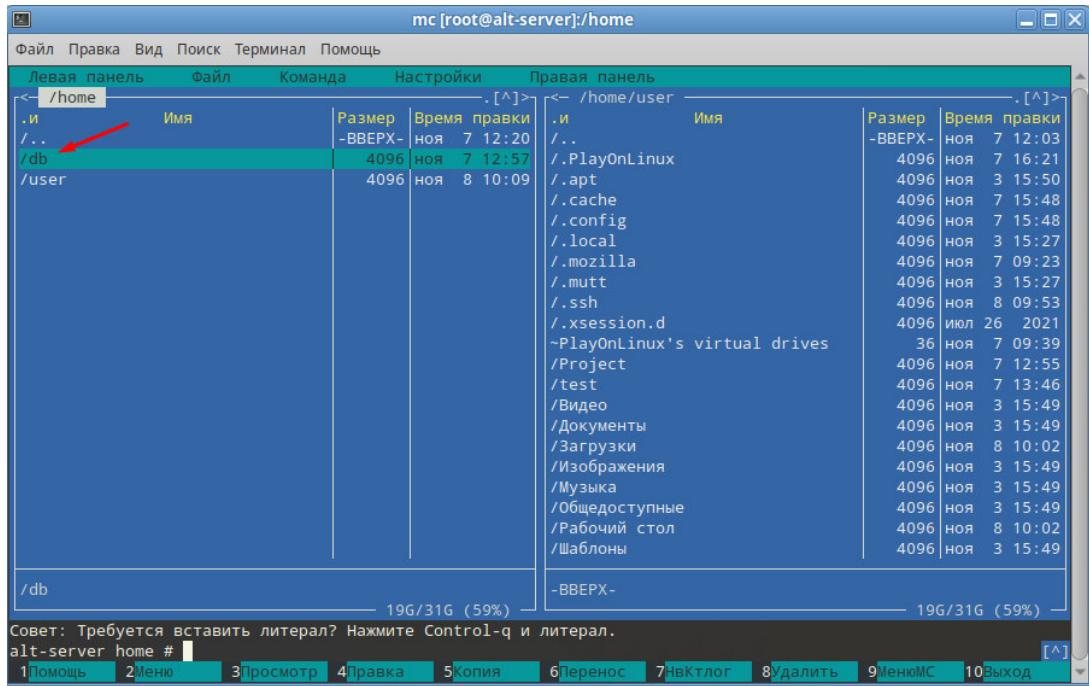 mc [root@alt-server]:/home
Файл Правка Вид Поиск Терминал Помощь
Левая панель Файл Команда Настройки Правая панель
<— /home .[^]>
.и Имя Размер Время правки
/.. -ВВЕРХ- ноя 7 12:20
/db 4096 ноя 7 12:57
/user 4096 ноя 8 10:09
/db
19G/31G (59%)
<— /home/user .[^]>
.и Имя Размер Время правки
/.. -ВВЕРХ- ноя 7 12:03
/.PlayOnLinux 4096 ноя 7 16:21
/.apt 4096 ноя 3 15:50
/.cache 4096 ноя 7 15:48
/.config 4096 ноя 7 15:48
/.local 4096 ноя 3 15:27
/.mozilla 4096 ноя 7 09:23
/.mutt 4096 ноя 3 15:27
/.ssh 4096 ноя 8 09:53
/.xsession.d 4096 июл 26 2021
~PlayOnLinux's virtual drives 36 ноя 7 09:39
/Project 4096 ноя 7 12:55
/test 4096 ноя 7 13:46
/Видео 4096 ноя 3 15:49
/Документы 4096 ноя 3 15:49
/Загрузки 4096 ноя 8 10:02
/Изображения 4096 ноя 3 15:49
/Музыка 4096 ноя 3 15:49
/Общедоступные 4096 ноя 3 15:49
/Рабочий стол 4096 ноя 8 10:02
/Шаблоны 4096 ноя 3 15:49
-ВВЕРХ-
19G/31G (59%)
Совет: Требуется вставить литерал? Нажмите Control-q и литерал.
alt-server home # [^]
1Помощь 2Меню 3Просмотр 4Правка 5Копия 6Перенос 7НвКтлог 8Удалить 9МенюМС 10Выход